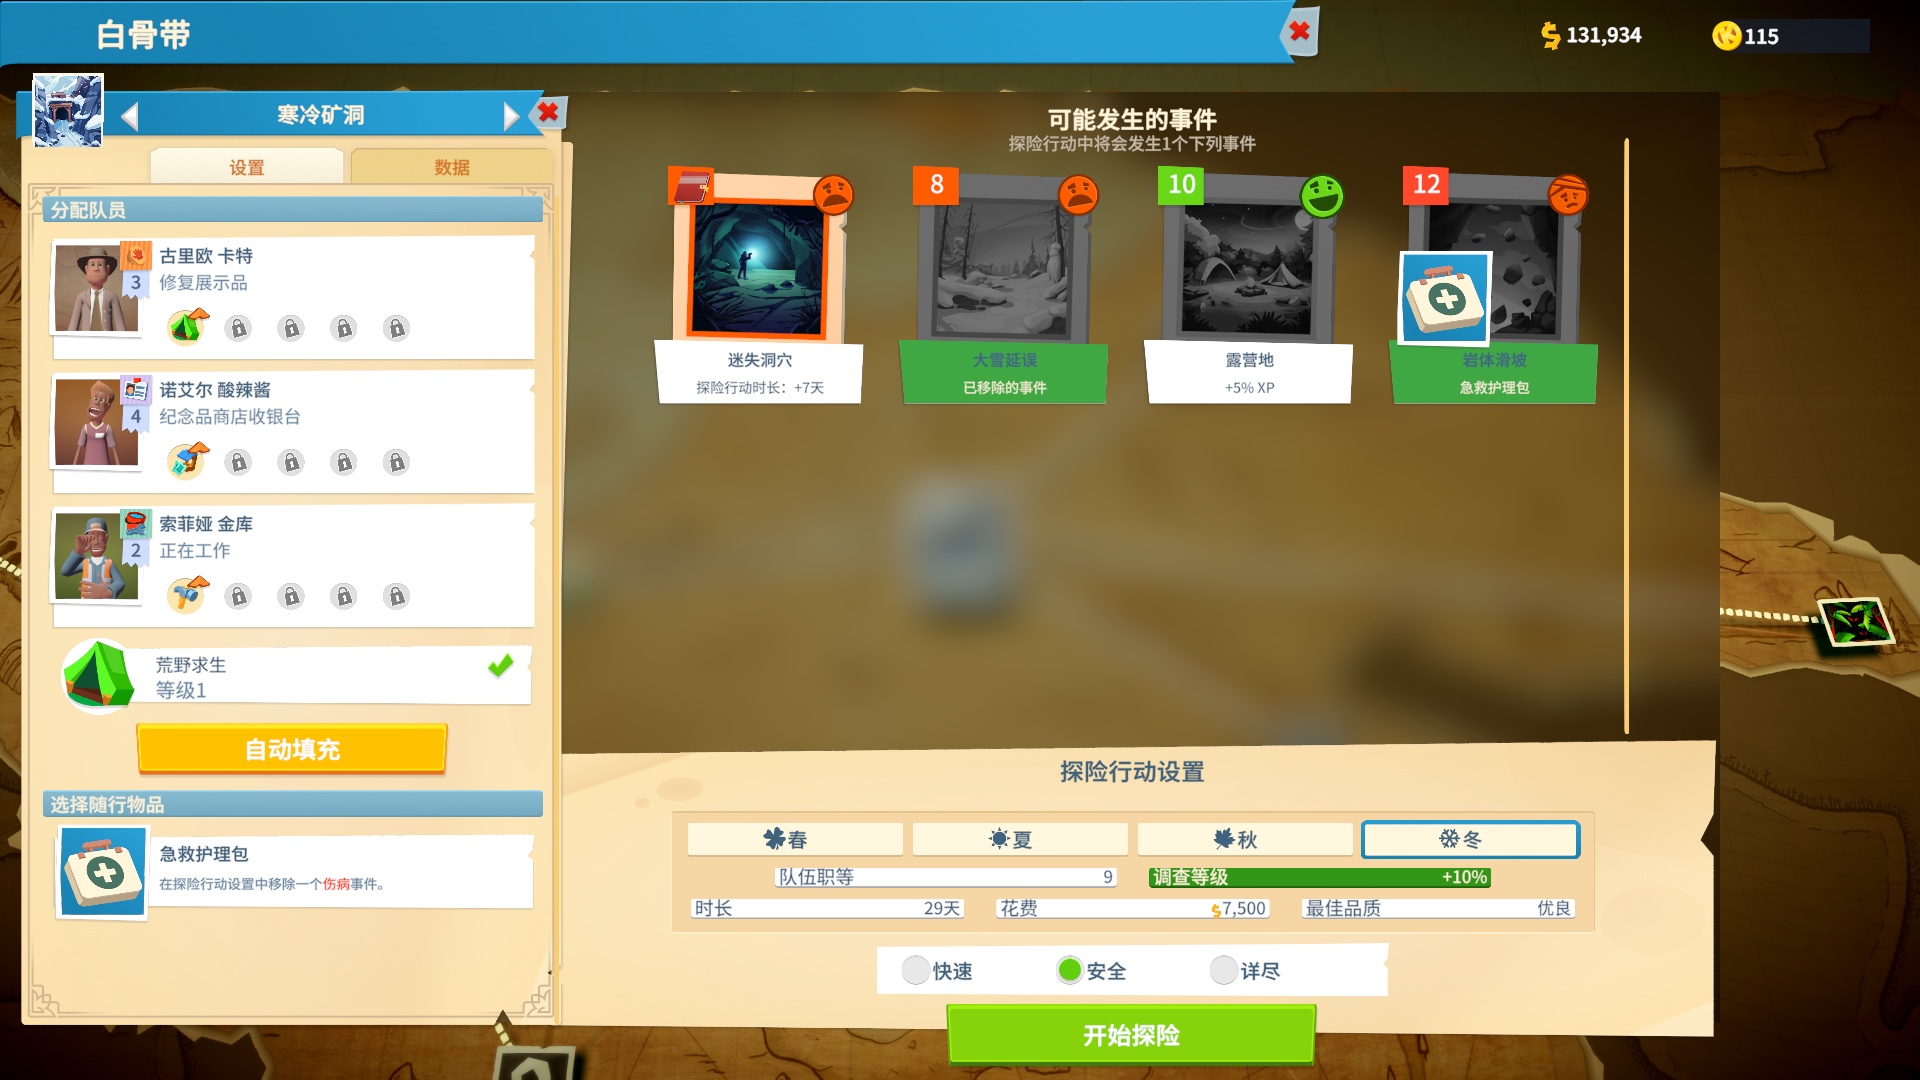 白骨带
131,934
115
寒冷矿洞
设置
数据
分配队员
古里欧 卡特
3
修复展示品
诺艾尔 酸辣酱
4
纪念品商店收银台
索菲娅 金库
2
正在工作
荒野求生
等级1
自动填充
选择随行物品
急救护理包
在探险行动设置中移除一个伤病事件。
可能发生的事件
探险行动中将会发生1个下列事件
8
10
12
迷失洞穴
探险行动时长：+7天
大雪延误
已移除的事件
露营地
+5% XP
岩体滑坡
急救护理包
探险行动设置
春
夏
秋
冬
队伍职等 9
调查等级 +10%
时长 29天
花费 $7,500
最佳品质 优良
快速
安全
详尽
开始探险